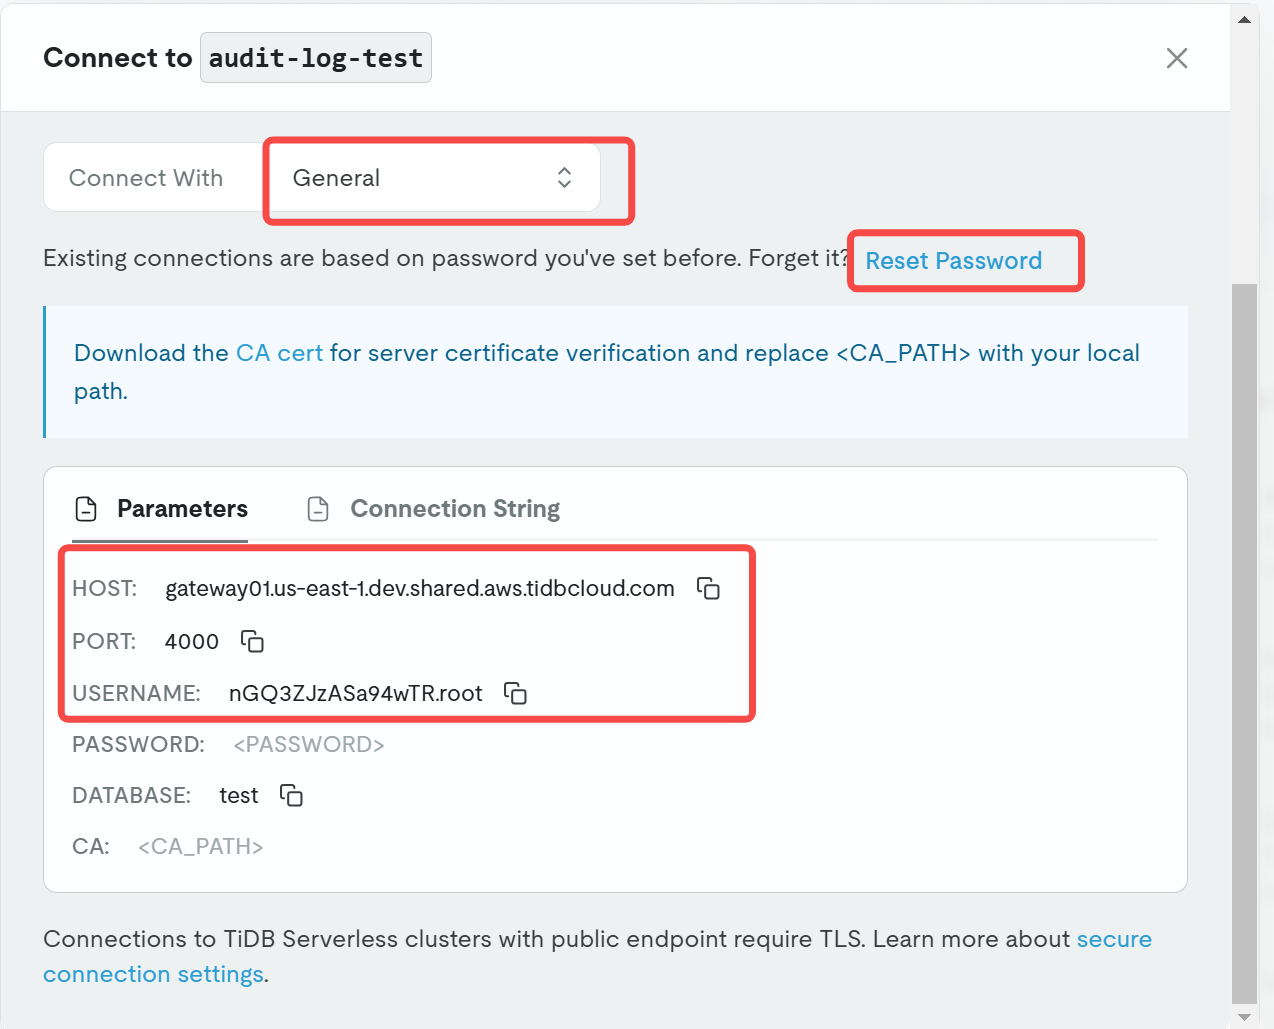 Connect to audit-log-test
Connect With General
Existing connections are based on password you've set before. Forget it? Reset Password
Download the CA cert for server certificate verification and replace <CA_PATH> with your local
path.
Parameters Connection String
HOST: gateway01.us-east-1.dev.shared.aws.tidbcloud.com
PORT: 4000
USERNAME: nGQ3ZJzASa94wTR.root
PASSWORD: <PASSWORD>
DATABASE: test
CA: <CA_PATH>
Connections to TiDB Serverless clusters with public endpoint require TLS. Learn more about secure
connection settings.